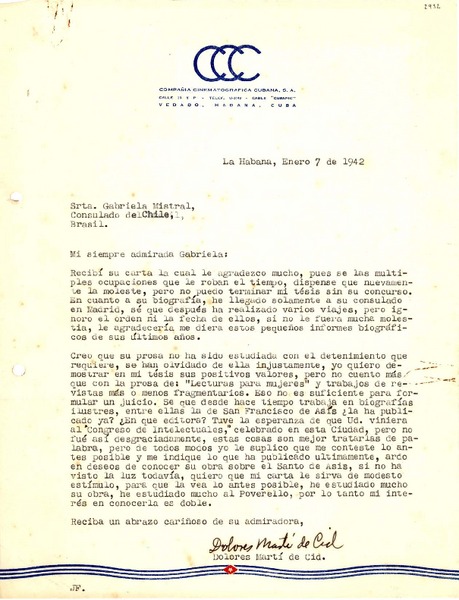 2432
CCC
COMPAÑIA CINEMATOGRAFICA CUBANA, S.A.
VEDADO, HABANA, CUBA
La Habana, Enero 7 de 1942
Srta. Gabriela Mistral,
Consulado del Chile,
Brasil.
Mi siempre admirada Gabriela:
Recibí su carta la cual le agradezco mucho, pues se las multi-
ples ocupaciones que le roban el tiempo, dispense que nuevamen-
te la moleste, pero no puedo terminar mi tésis sin su concurso.
En cuanto a su biografía, he llegado solamente a su consulado
en Madrid, sé que después ha realizado varios viajes, pero
ignoro el orden ni la fecha de ellos, si no le fuera mucha moles-
tia, le agradecería me diera estos pequeños informes biográfi-
cos de sus últimos años.
Creo que su prosa no ha sido estudiada con el detenimiento que
requiere, se han olvidado de ella injustamente, yo quiero de-
mostrar en mi tésis sus positivos valores, pero no cuento más
que con la prosa de: "Lecturas para mujeres" y trabajos de re-
vistas más o menos fragmentarios. Eso no es suficiente para for-
mular un juicio. Se que desde hace tiempo trabaja en biografías
ilustres, entre ellas la de San Francisco de Asís ¿la ha publi-
cado ya? ¿En que editora? Tuve la esperanza de que Ud. viniera
al "Congreso de Intelectuales," celebrado en esta Ciudad, pero no
fué así desgraciadamente, estas cosas son mejor tratarlas de pa-
labra, pero de todos modos yo le suplico que me conteste lo an-
tes posible y me indique lo que ha publicado ultimamente, ardo
en deseos de conocer su obra sobre el Santo de Asis, si no ha
visto la luz todavía, quiero que mi carta le sirva de modesto
estímulo, para que la vea lo antes posible, he estudiado mucho
su obra, he estudiado mucho al Poverello, por lo tanto mi inte-
rés en conocerla es doble.
Reciba un abrazo cariñoso de su admiradora,
Dolores Martí de Cid
Dolores Martí de Cid.
JF.